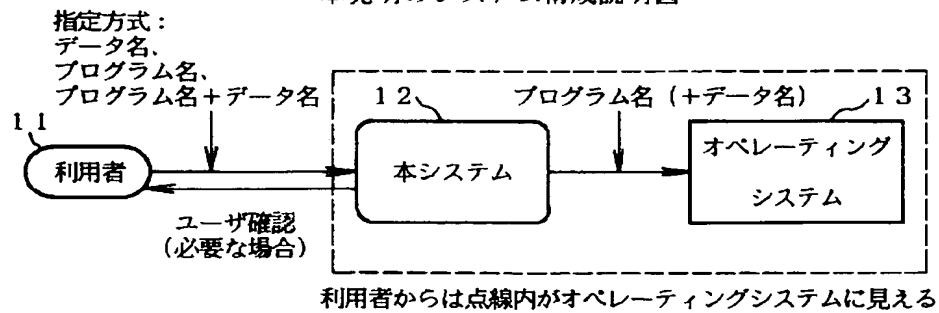 指定方式：
データ名、
プログラム名、
プログラム名＋データ名
１２
プログラム名（＋データ名）
１３
１１
利用者
本システム
オペレーティング
システム
ユーザ確認
（必要な場合）
利用者からは点線内がオペレーティングシステムに見える